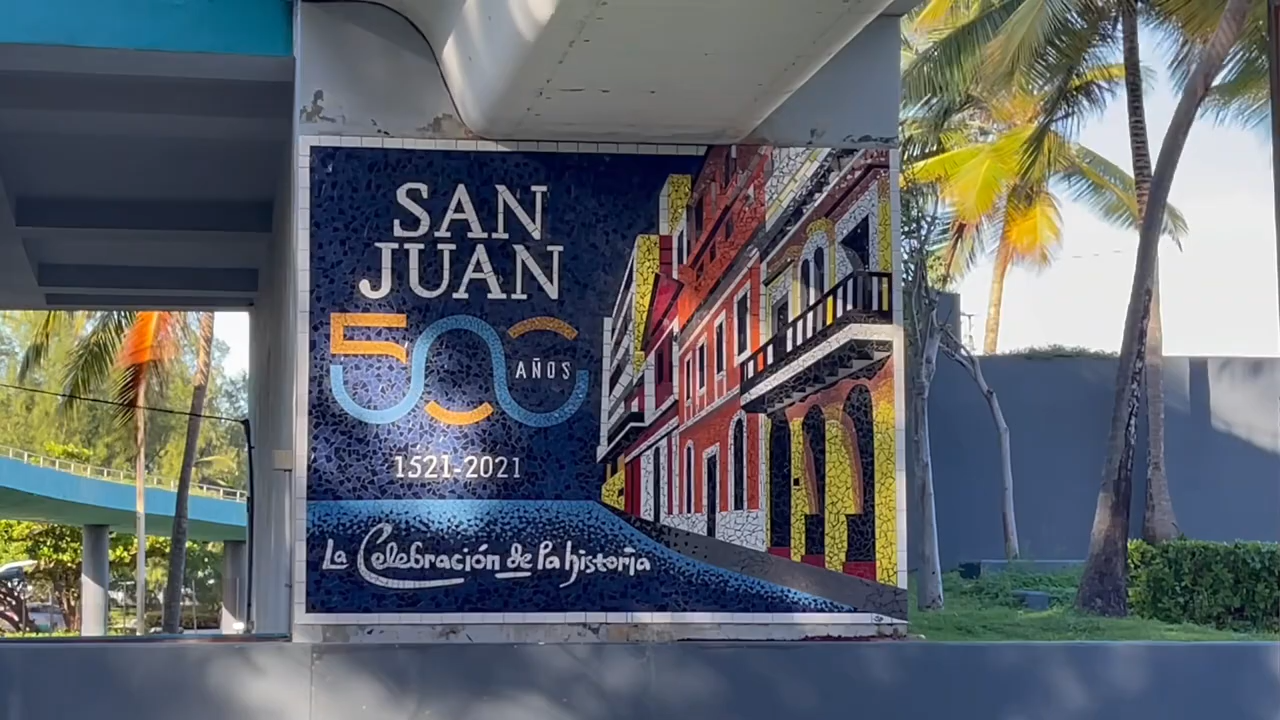 SAN
JUAN
500
AÑOS
1521-2021
La Celebración de la historia